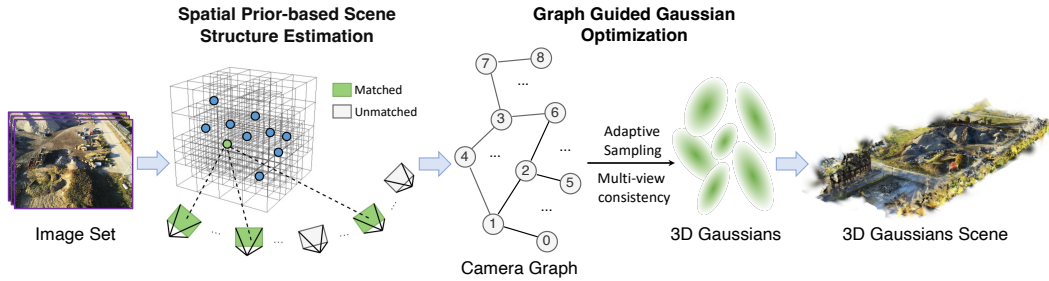 Spatial Prior-based Scene
Structure Estimation
Graph Guided Gaussian
Optimization
Matched
Unmatched
7
8
...
3
6
4
...
...
2
5
...
1
0
Adaptive
Sampling
Multi-view
consistency
...
...
...
Image Set
Camera Graph
3D Gaussians
3D Gaussians Scene